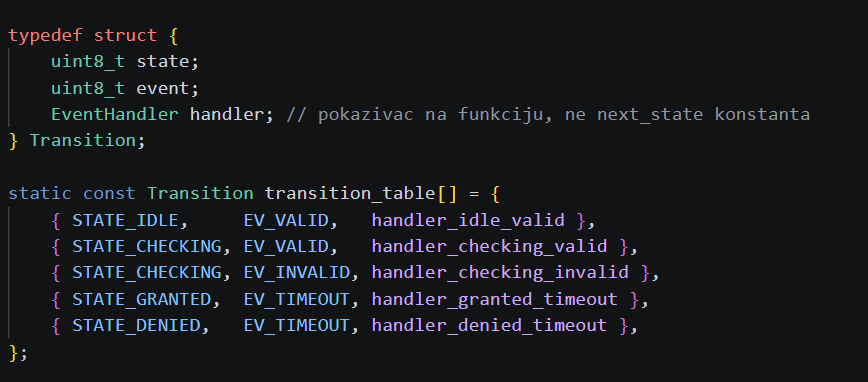 typedef struct {
    uint8_t state;
    uint8_t event;
    EventHandler handler; // pokazivac na funkciju, ne next_state konstanta
} Transition;

static const Transition transition_table[] = {
    { STATE_IDLE,     EV_VALID,   handler_idle_valid },
    { STATE_CHECKING, EV_VALID,   handler_checking_valid },
    { STATE_CHECKING, EV_INVALID, handler_checking_invalid },
    { STATE_GRANTED,  EV_TIMEOUT, handler_granted_timeout },
    { STATE_DENIED,   EV_TIMEOUT, handler_denied_timeout },
};